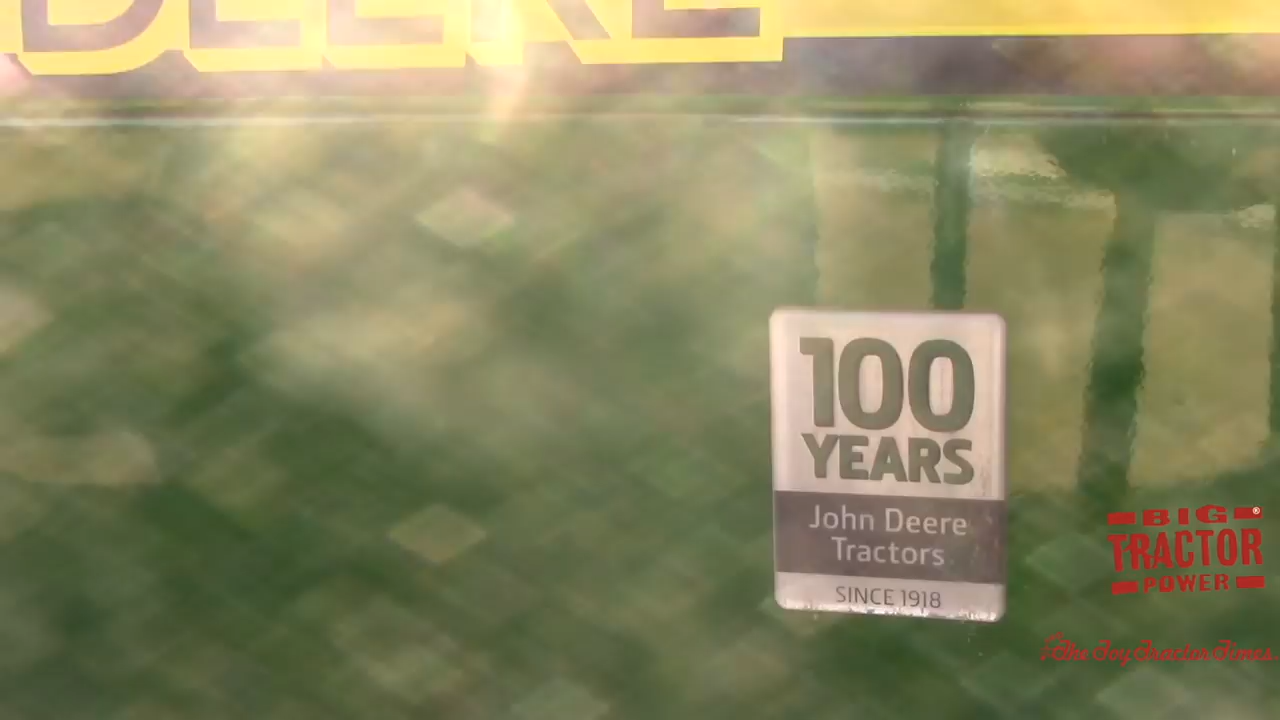 DEERE
100
YEARS
John Deere
Tractors
SINCE 1918
BIG®
TRACTOR
POWER
The Toy Tractor Times